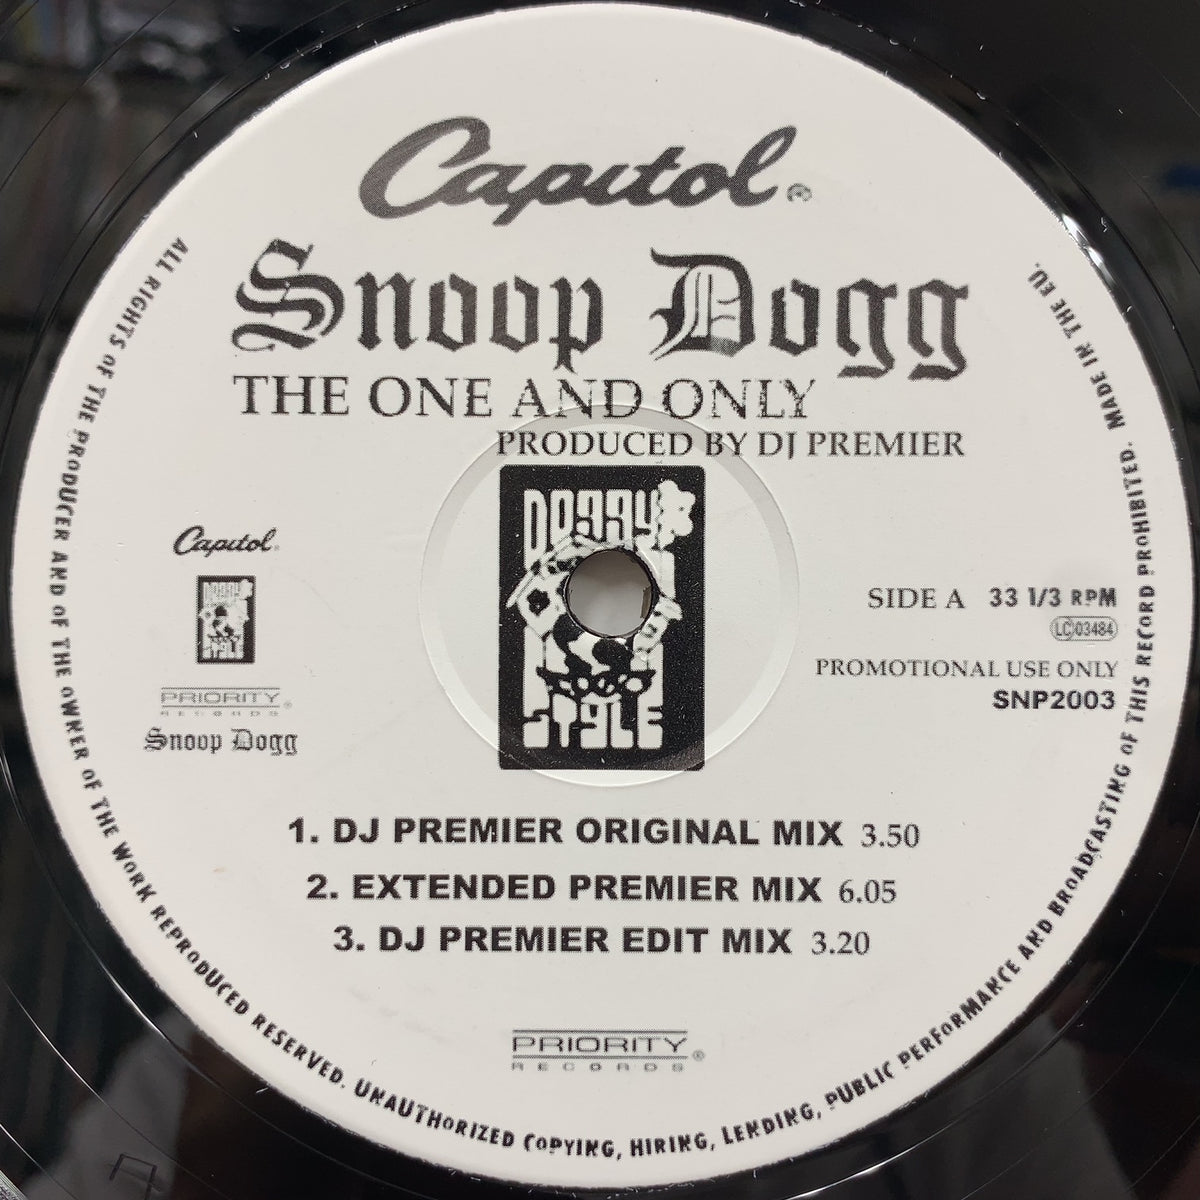 Capitol®
Snoop Dogg
THE ONE AND ONLY
PRODUCED BY DJ PREMIER
DOGGY
STYLE
Capitol®
DOGGY
STYLE
PRIORITY
RECORDS®
Snoop Dogg
SIDE A 33 1/3 RPM
LC 03484
PROMOTIONAL USE ONLY
SNP2003
1. DJ PREMIER ORIGINAL MIX 3.50
2. EXTENDED PREMIER MIX 6.05
3. DJ PREMIER EDIT MIX 3.20
PRIORITY
RECORDS®
ALL RIGHTS OF THE PRODUCER AND OF THE OWNER OF THE WORK REPRODUCED RESERVED. UNAUTHORIZED COPYING, HIRING, LENDING, PUBLIC PERFORMANCE AND BROADCASTING OF THIS RECORD PROHIBITED. MADE IN THE EU.